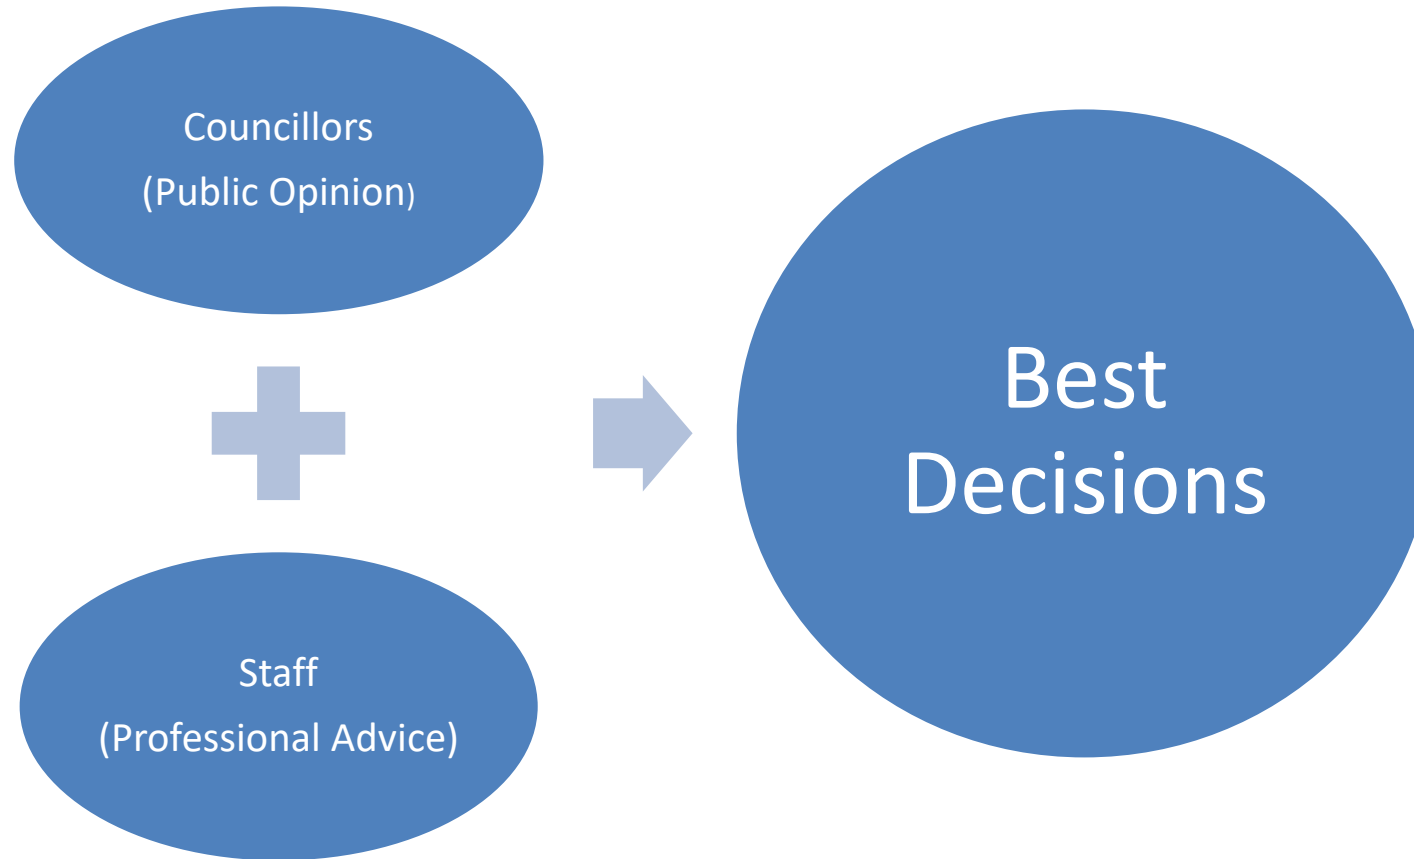 Councillors
(Public Opinion)
Staff
(Professional Advice)
Best
Decisions